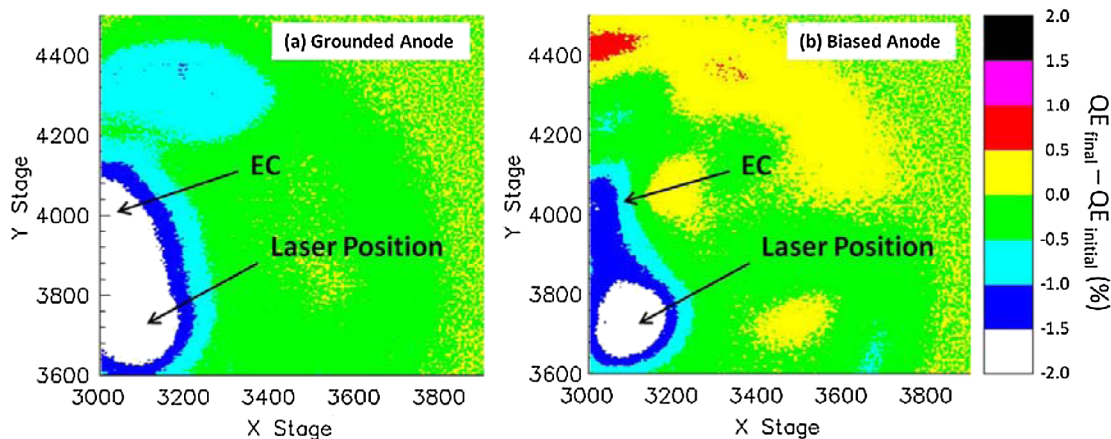 (a) Grounded Anode
(b) Biased Anode
4400
4200
4000
3800
3600
Y Stage
EC
Laser Position
3000 3200 3400 3600 3800
X Stage
4400
4200
4000
3800
3600
Y Stage
EC
Laser Position
3000 3200 3400 3600 3800
X Stage
2.0
1.5
1.0
0.5
0.0
-0.5
-1.0
-1.5
-2.0
QE final − QE initial (%)